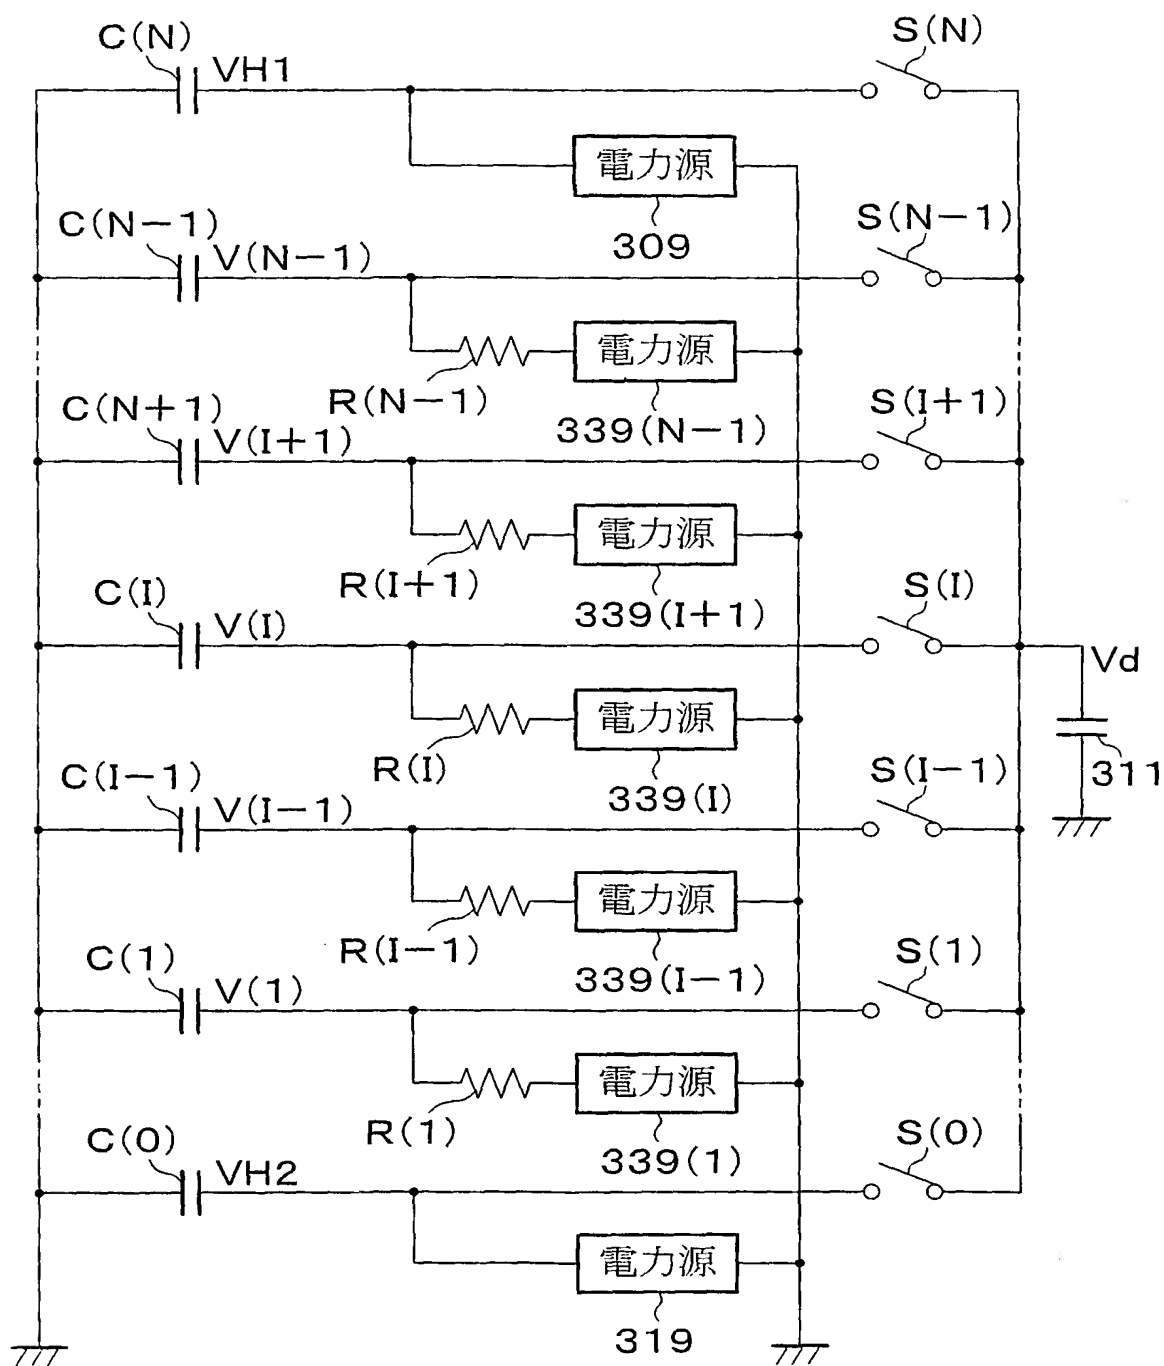 C(N)
VH1
S(N)
電力源
309
C(N−1)
V(N−1)
S(N−1)
電力源
R(N−1)
339(N−1)
C(N+1)
V(I+1)
S(I+1)
電力源
R(I+1)
339(I+1)
C(I)
V(I)
S(I)
Vd
311
電力源
R(I)
339(I)
C(I−1)
V(I−1)
S(I−1)
電力源
R(I−1)
339(I−1)
C(1)
V(1)
S(1)
電力源
R(1)
339(1)
C(0)
VH2
S(0)
電力源
319